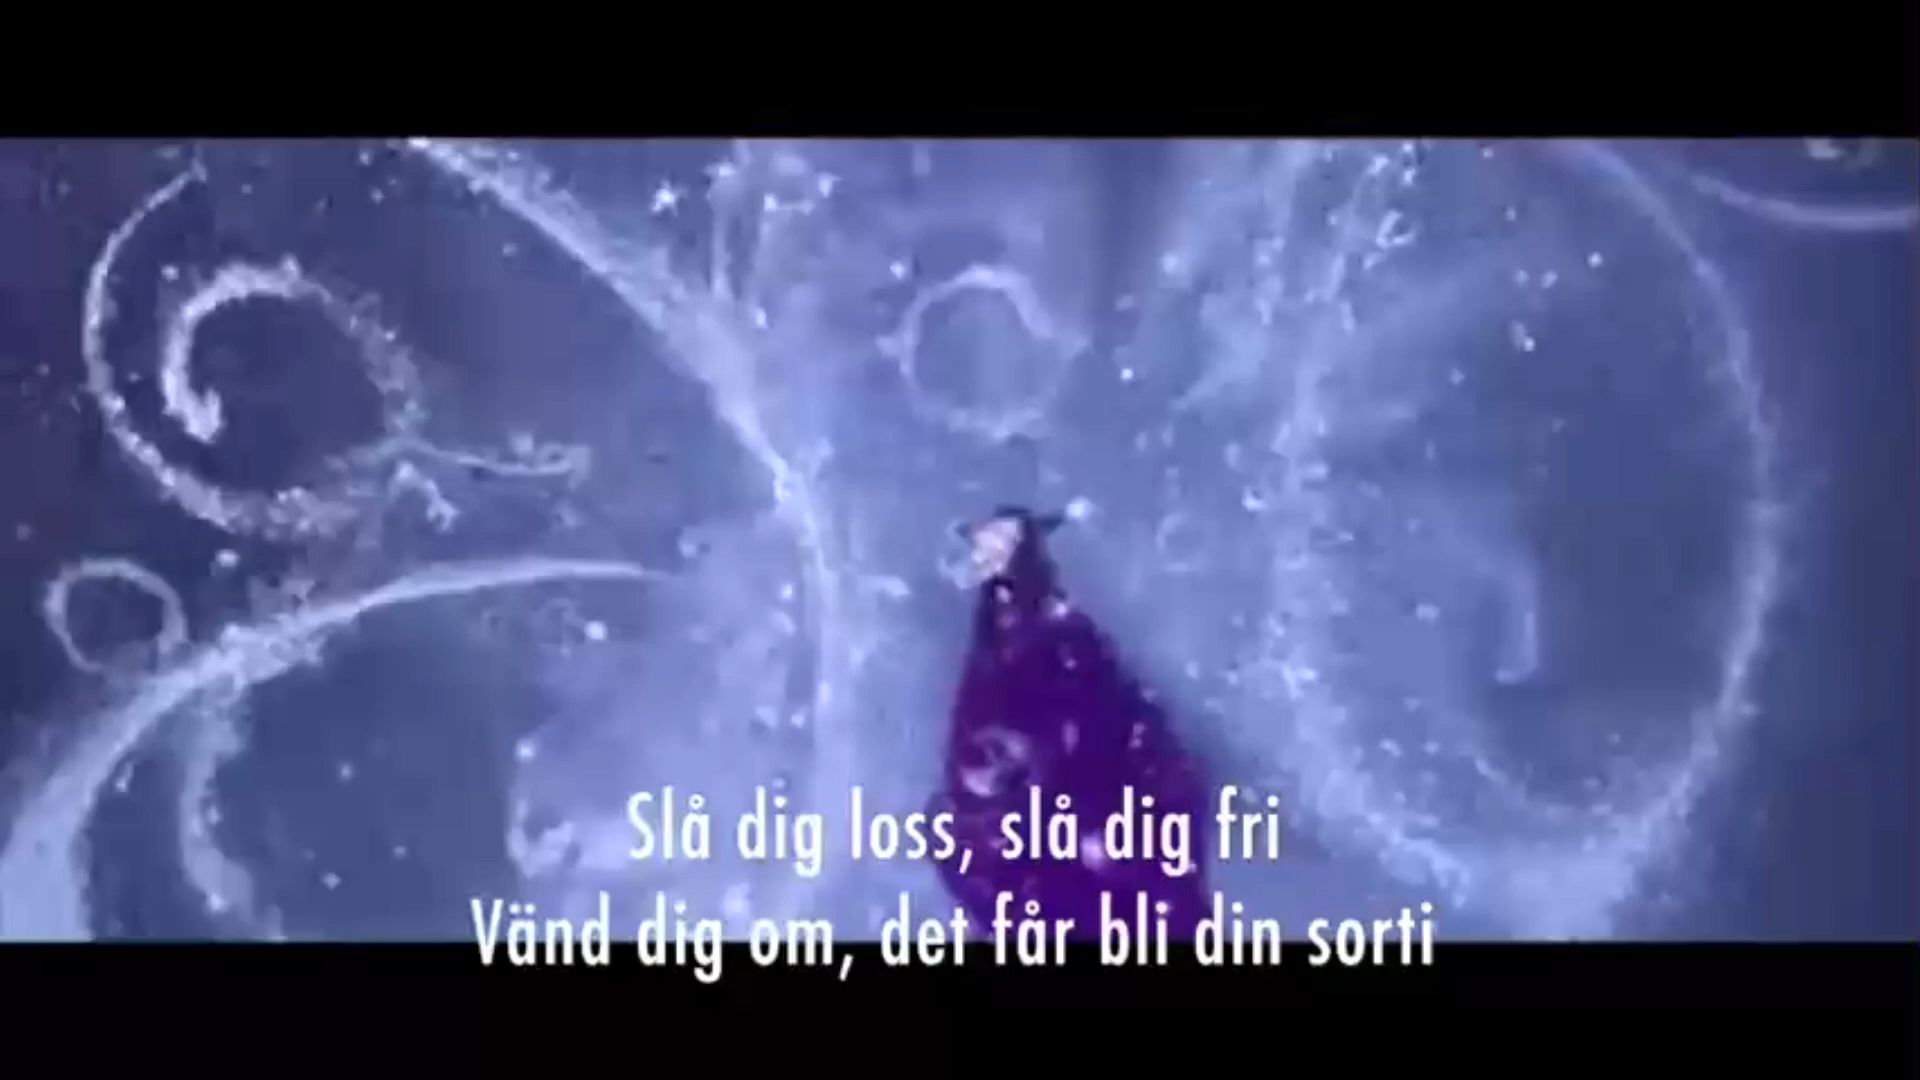 Slå dig loss, slå dig fri
Vänd dig om, det får bli din sorti